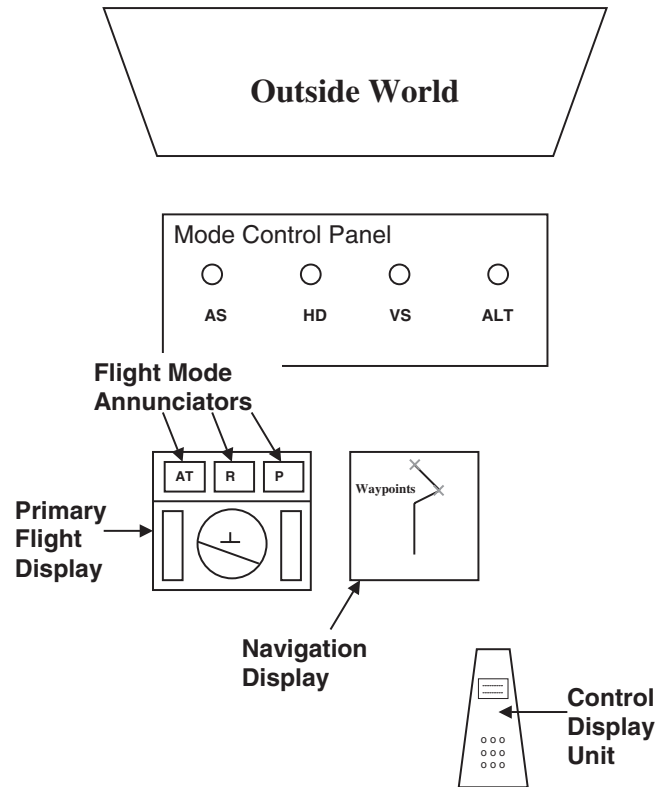 Outside World
Mode Control Panel
AS HD VS ALT
Flight Mode
Annunciators
AT R P
Waypoints
Primary
Flight
Display
Navigation
Display
Control
Display
Unit